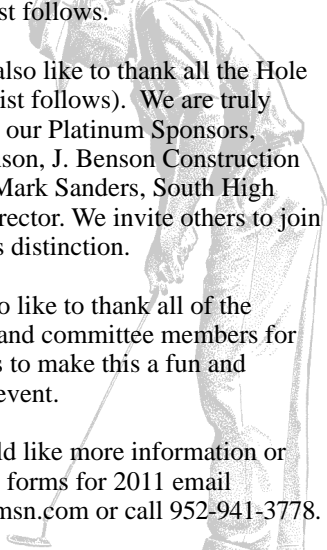 st follows.
also like to thank all the Hole
ist follows). We are truly
our Platinum Sponsors,
son, J. Benson Construction
Mark Sanders, South High
rector. We invite others to join
s distinction.
o like to thank all of the
and committee members for
s to make this a fun and
event.
ld like more information or
forms for 2011 email
msn.com or call 952-941-3778.